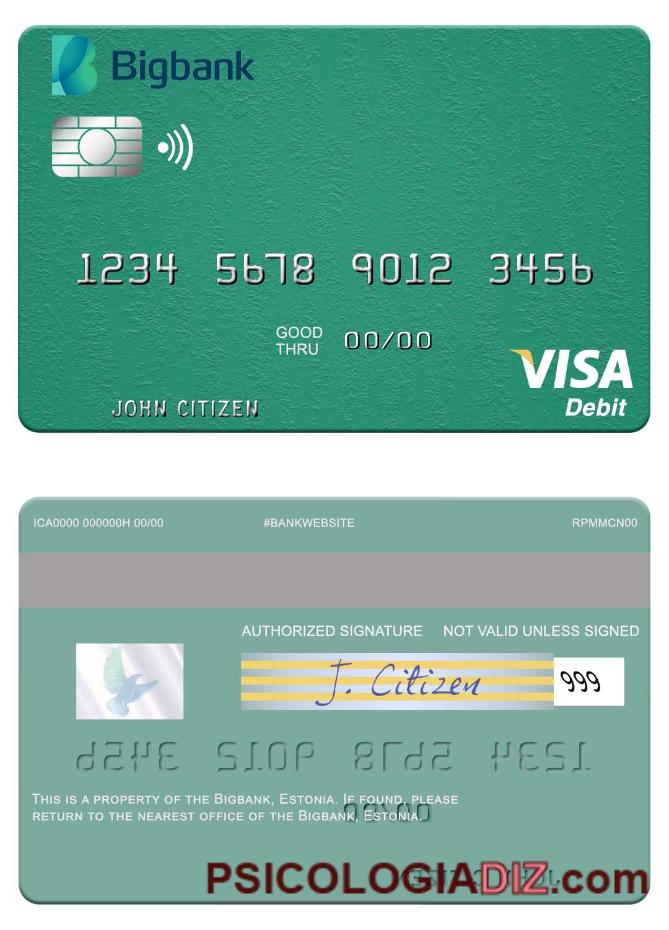 Bigbank
1234 5678 9012 3456
GOOD THRU 00/00
VISA
Debit
JOHN CITIZEN
ICA0000 000000H 00/00 #BANKWEBSITE RPMMCN00
AUTHORIZED SIGNATURE NOT VALID UNLESS SIGNED
J. Citizen 999
THIS IS A PROPERTY OF THE BIGBANK, ESTONIA. IF FOUND, PLEASE
RETURN TO THE NEAREST OFFICE OF THE BIGBANK, ESTONIA.
PSICOLOGIADIZ.com